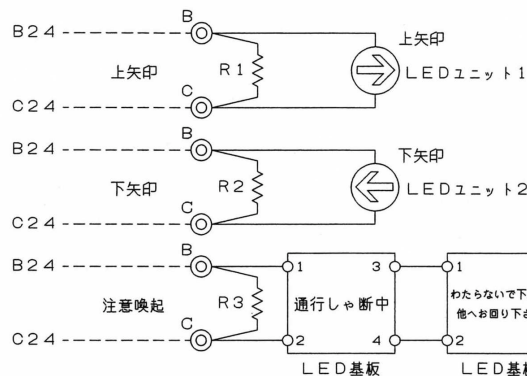 B24 B 上矢印
上矢印 R1 LEDユニット1
C24 C
B24 B 下矢印
下矢印 R2 LEDユニット2
C24 C
B24 B 1 3 1
注意喚起 R3 通行しゃ断中 わたらないで下
他へお回り下さ
C24 C 2 4 2
LED基板 LED基